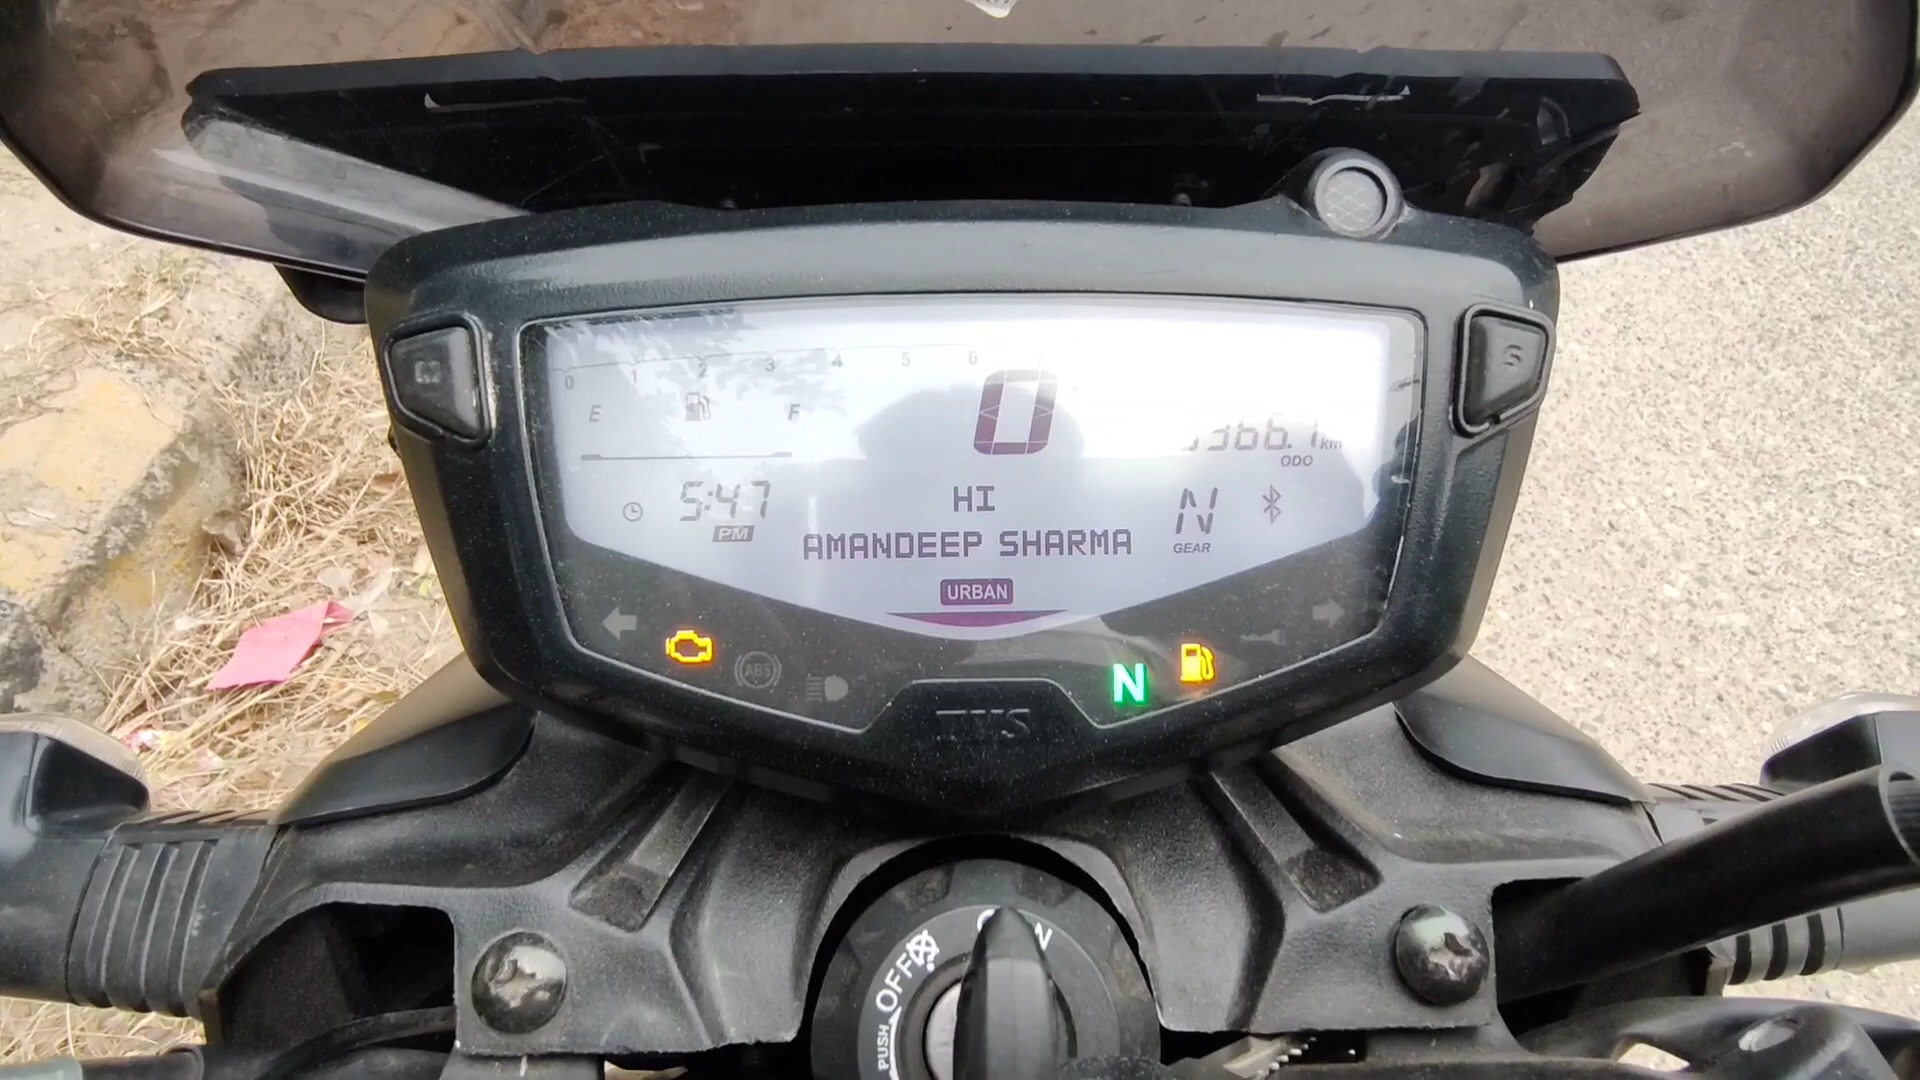 0 1 2 3 4 5 6
E F
0
km
ODO
5:47
PM
HI
AMANDEEP SHARMA
N
GEAR
URBAN
ABS
N
TVS
OFF
PUSH